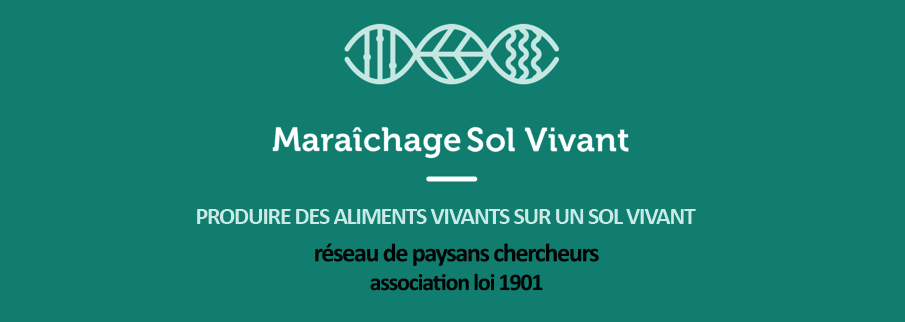 Maraîchage Sol Vivant
PRODUIRE DES ALIMENTS VIVANTS SUR UN SOL VIVANT
réseau de paysans chercheurs
association loi 1901